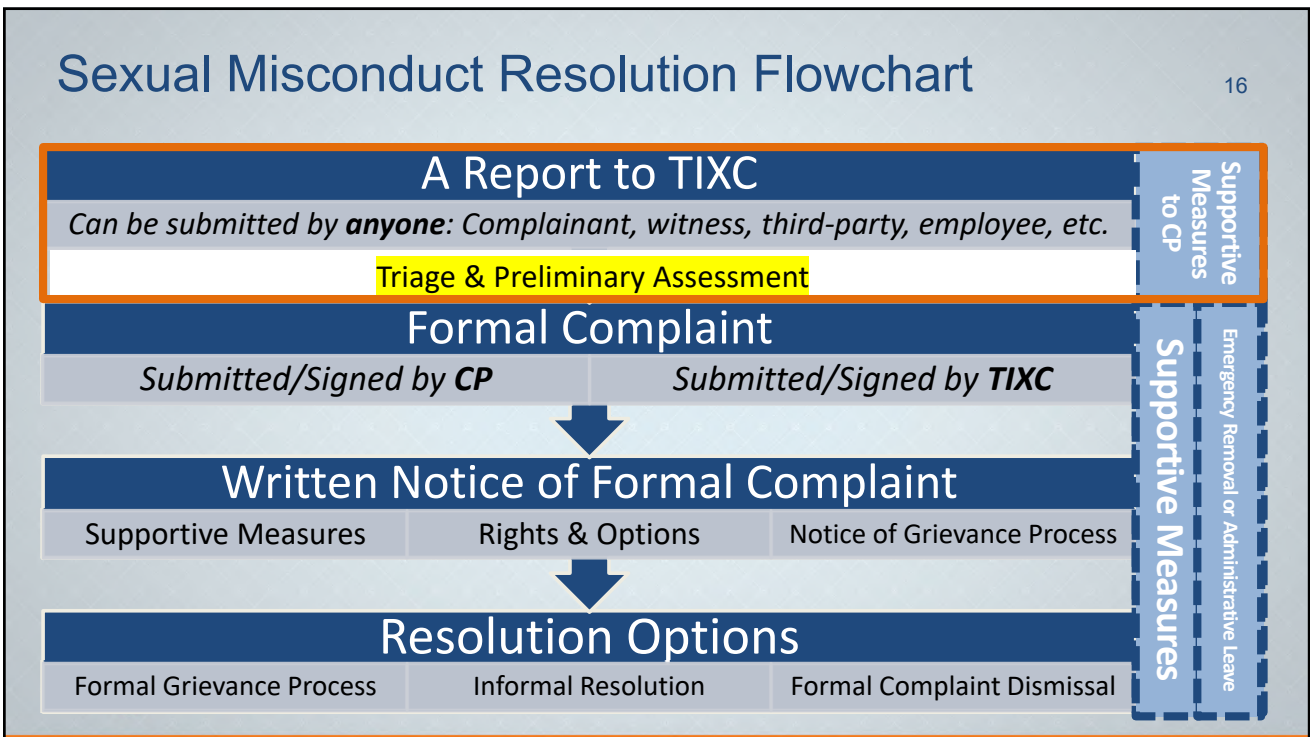 Sexual Misconduct Resolution Flowchart
16
A Report to TIXC
Can be submitted by anyone: Complainant, witness, third-party, employee, etc.
Triage & Preliminary Assessment
Supportive
Measures
to CP
Formal Complaint
Submitted/Signed by CP
Submitted/Signed by TIXC
Written Notice of Formal Complaint
Supportive Measures
Rights & Options
Notice of Grievance Process
Resolution Options
Formal Grievance Process
Informal Resolution
Formal Complaint Dismissal
Supportive Measures
Emergency Removal or Administrative Leave